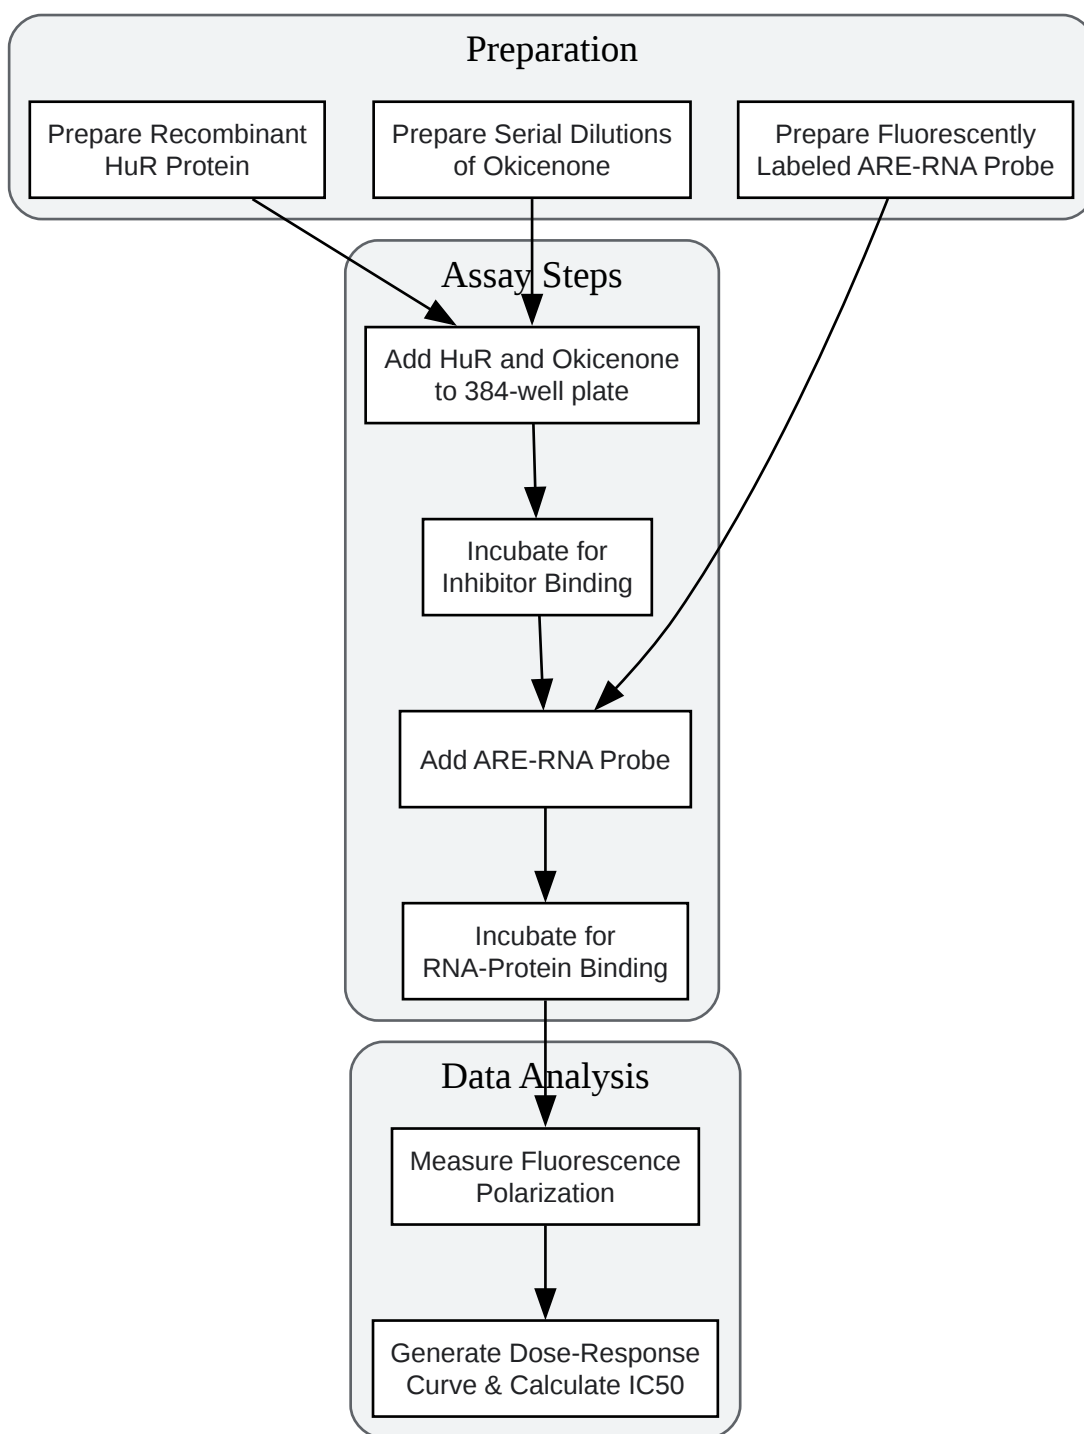 Preparation
Prepare Recombinant
HuR Protein
Prepare Serial Dilutions
of Okicenone
Prepare Fluorescently
Labeled ARE-RNA Probe
Assay Steps
Add HuR and Okicenone
to 384-well plate
Incubate for
Inhibitor Binding
Add ARE-RNA Probe
Incubate for
RNA-Protein Binding
Data Analysis
Measure Fluorescence
Polarization
Generate Dose-Response
Curve & Calculate IC50